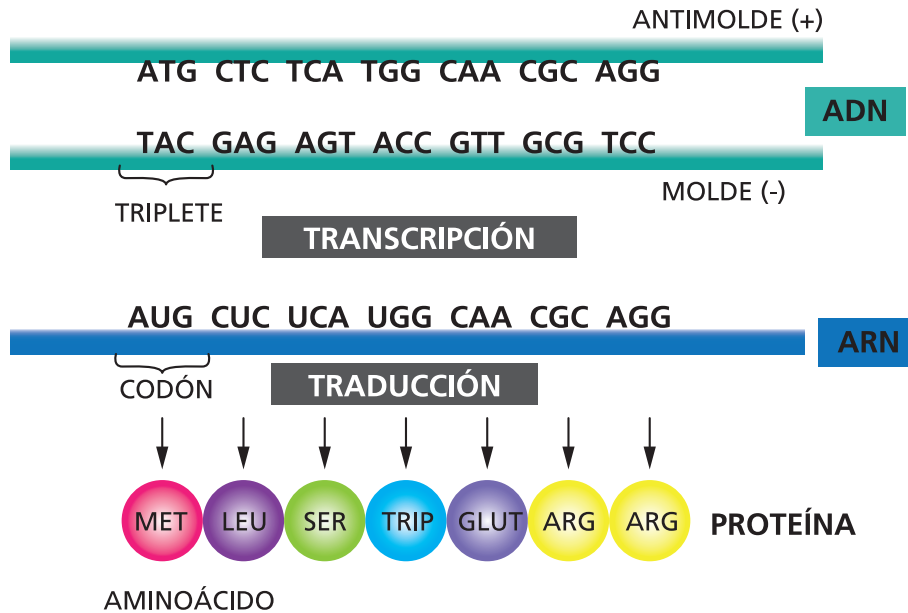 ANTIMOLDE (+)
ATG CTC TCA TGG CAA CGC AGG
ADN
TAC GAG AGT ACC GTT GCG TCC
MOLDE (-)
TRIPLETE
TRANSCRIPCIÓN
AUG CUC UCA UGG CAA CGC AGG
ARN
CODÓN
TRADUCCIÓN
MET LEU SER TRIP GLUT ARG ARG PROTEÍNA
AMINOÁCIDO